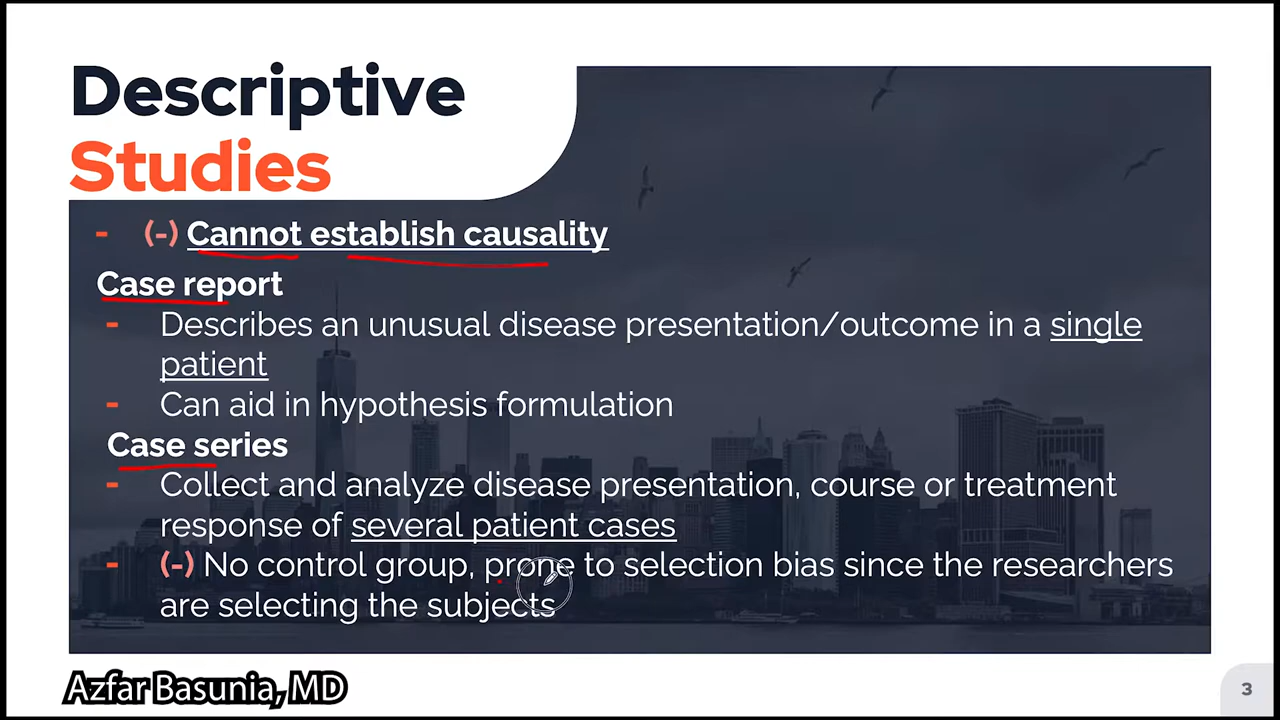 Descriptive
Studies
- (-) Cannot establish causality
Case report
- Describes an unusual disease presentation/outcome in a single
patient
- Can aid in hypothesis formulation
Case series
- Collect and analyze disease presentation, course or treatment
response of several patient cases
- (-) No control group, prone to selection bias since the researchers
are selecting the subjects
Azfar Basunia, MD
3